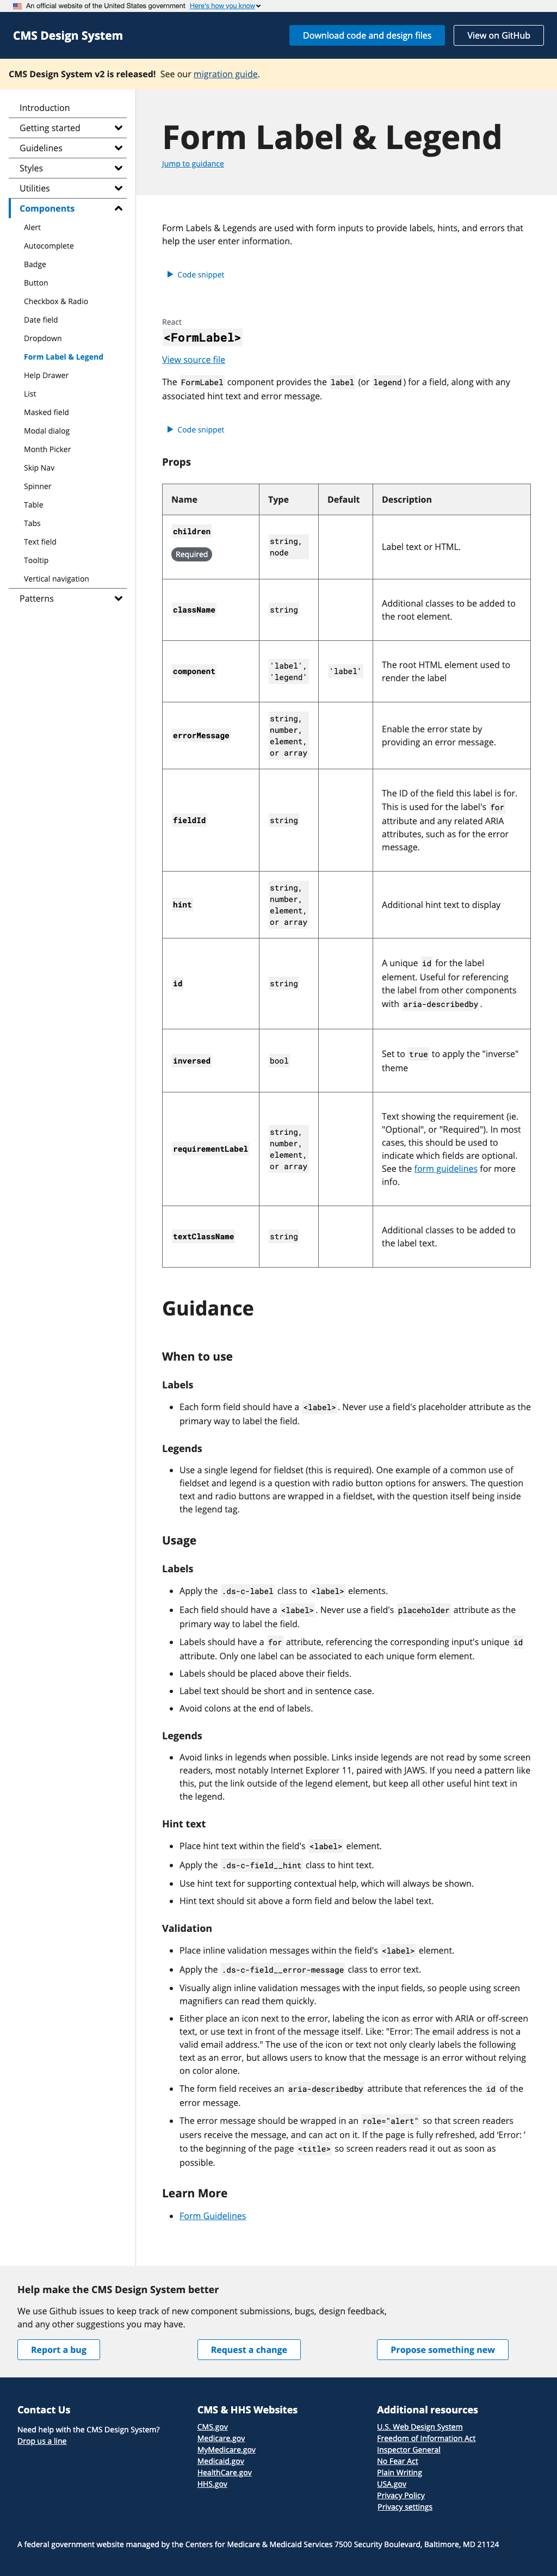 An official website of the United States government Here's how you know
CMS Design System
Download code and design files
View on GitHub
CMS Design System v2 is released! See our migration guide.
Introduction
Getting started
Guidelines
Styles
Utilities
Components
Alert
Autocomplete
Badge
Button
Checkbox & Radio
Date field
Dropdown
Form Label & Legend
Help Drawer
List
Masked field
Modal dialog
Month Picker
Skip Nav
Spinner
Table
Tabs
Text field
Tooltip
Vertical navigation
Patterns
Form Label & Legend
Jump to guidance
Form Labels & Legends are used with form inputs to provide labels, hints, and errors that
help the user enter information.
Code snippet
React
<FormLabel>
View source file
The FormLabel component provides the label (or legend) for a field, along with any
associated hint text and error message.
Code snippet
Props
Name Type Default Description
children
Required
string,
node
Label text or HTML.
className
string
Additional classes to be added to
the root element.
component
'label',
'legend'
'label'
The root HTML element used to
render the label
errorMessage
string,
number,
element,
or array
Enable the error state by
providing an error message.
fieldId
string
The ID of the field this label is for.
This is used for the label's for
attribute and any related ARIA
attributes, such as for the error
message.
hint
string,
number,
element,
or array
Additional hint text to display
id
string
A unique id for the label
element. Useful for referencing
the label from other components
with aria-describedby.
inversed
bool
Set to true to apply the "inverse"
theme
requirementLabel
string,
number,
element,
or array
Text showing the requirement (ie.
"Optional", or "Required"). In most
cases, this should be used to
indicate which fields are optional.
See the form guidelines for more
info.
textClassName
string
Additional classes to be added to
the label text.
Guidance
When to use
Labels
• Each form field should have a <label>. Never use a field's placeholder attribute as the
primary way to label the field.
Legends
• Use a single legend for fieldset (this is required). One example of a common use of
fieldset and legend is a question with radio button options for answers. The question
text and radio buttons are wrapped in a fieldset, with the question itself being inside
the legend tag.
Usage
Labels
• Apply the .ds-c-label class to <label> elements.
• Each field should have a <label>. Never use a field's placeholder attribute as the
primary way to label the field.
• Labels should have a for attribute, referencing the corresponding input's unique id
attribute. Only one label can be associated to each unique form element.
• Labels should be placed above their fields.
• Label text should be short and in sentence case.
• Avoid colons at the end of labels.
Legends
• Avoid links in legends when possible. Links inside legends are not read by some screen
readers, most notably Internet Explorer 11, paired with JAWS. If you need a pattern like
this, put the link outside of the legend element, but keep all other useful hint text in
the legend.
Hint text
• Place hint text within the field's <label> element.
• Apply the .ds-c-field__hint class to hint text.
• Use hint text for supporting contextual help, which will always be shown.
• Hint text should sit above a form field and below the label text.
Validation
• Place inline validation messages within the field's <label> element.
• Apply the .ds-c-field__error-message class to error text.
• Visually align inline validation messages with the input fields, so people using screen
magnifiers can read them quickly.
• Either place an icon next to the error, labeling the icon as error with ARIA or off-screen
text, or use text in front of the message itself. Like: "Error: The email address is not a
valid email address." The use of the icon or text not only clearly labels the following
text as an error, but allows users to know that the message is an error without relying
on color alone.
• The form field receives an aria-describedby attribute that references the id of the
error message.
• The error message should be wrapped in an role="alert" so that screen readers
users receive the message, and can act on it. If the page is fully refreshed, add 'Error: '
to the beginning of the page <title> so screen readers read it out as soon as
possible.
Learn More
• Form Guidelines
Help make the CMS Design System better
We use Github issues to keep track of new component submissions, bugs, design feedback,
and any other suggestions you may have.
Report a bug
Request a change
Propose something new
Contact Us
Need help with the CMS Design System?
Drop us a line
CMS & HHS Websites
CMS.gov
Medicare.gov
MyMedicare.gov
Medicaid.gov
HealthCare.gov
HHS.gov
Additional resources
U.S. Web Design System
Freedom of Information Act
Inspector General
No Fear Act
Plain Writing
USA.gov
Privacy Policy
Privacy settings
A federal government website managed by the Centers for Medicare & Medicaid Services 7500 Security Boulevard, Baltimore, MD 21124